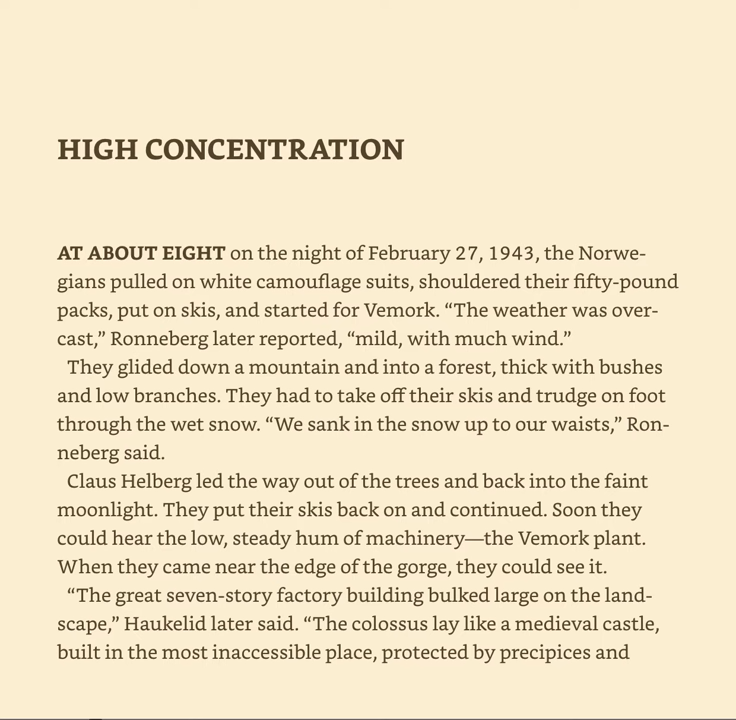 HIGH CONCENTRATION
AT ABOUT EIGHT on the night of February 27, 1943, the Norwe-
gians pulled on white camouflage suits, shouldered their fifty-pound
packs, put on skis, and started for Vemork. “The weather was over-
cast,” Ronneberg later reported, “mild, with much wind.”
They glided down a mountain and into a forest, thick with bushes
and low branches. They had to take off their skis and trudge on foot
through the wet snow. “We sank in the snow up to our waists,” Ron-
neberg said.
Claus Helberg led the way out of the trees and back into the faint
moonlight. They put their skis back on and continued. Soon they
could hear the low, steady hum of machinery—the Vemork plant.
When they came near the edge of the gorge, they could see it.
“The great seven-story factory building bulked large on the land-
scape,” Haukelid later said. “The colossus lay like a medieval castle,
built in the most inaccessible place, protected by precipices and